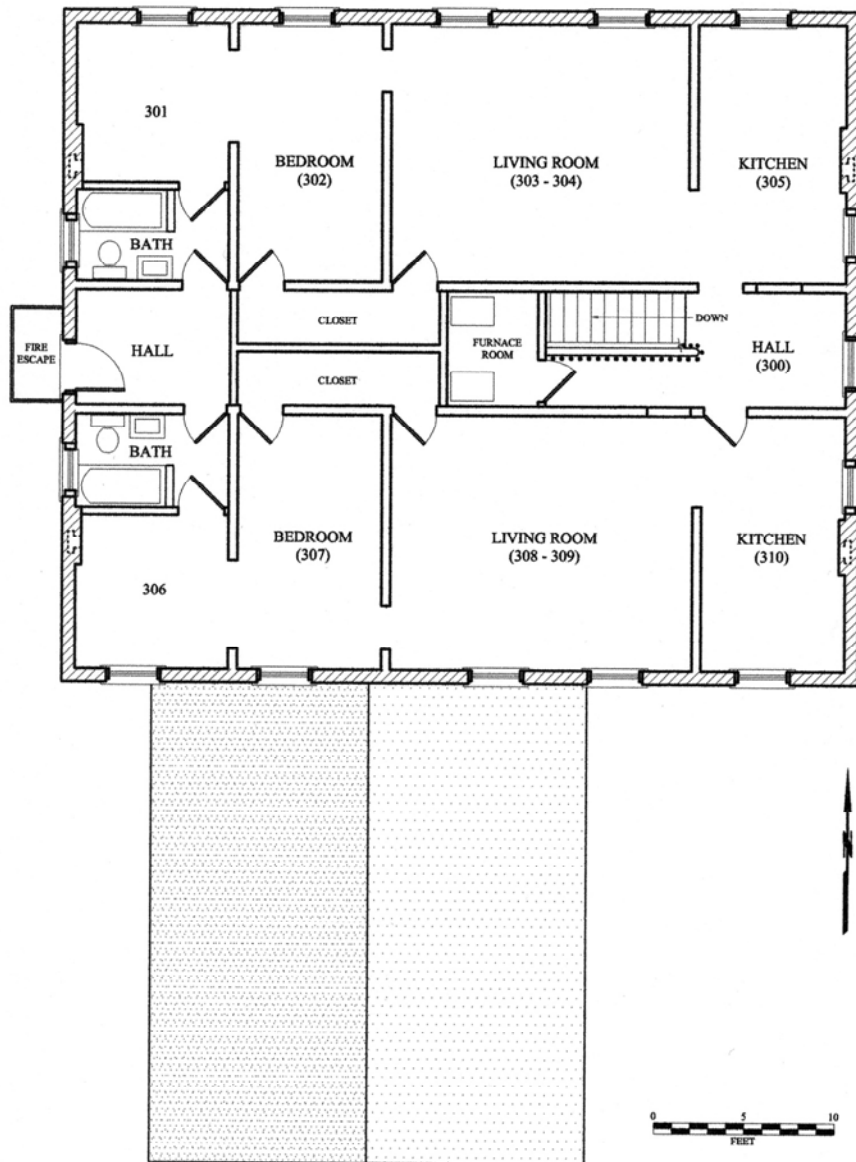 301
BEDROOM
(302)
LIVING ROOM
(303 - 304)
KITCHEN
(305)
BATH
HALL
FIRE
ESCAPE
CLOSET
FURNACE
ROOM
DOWN
HALL
(300)
CLOSET
BATH
306
BEDROOM
(307)
LIVING ROOM
(308 - 309)
KITCHEN
(310)
N
0 5 10
FEET